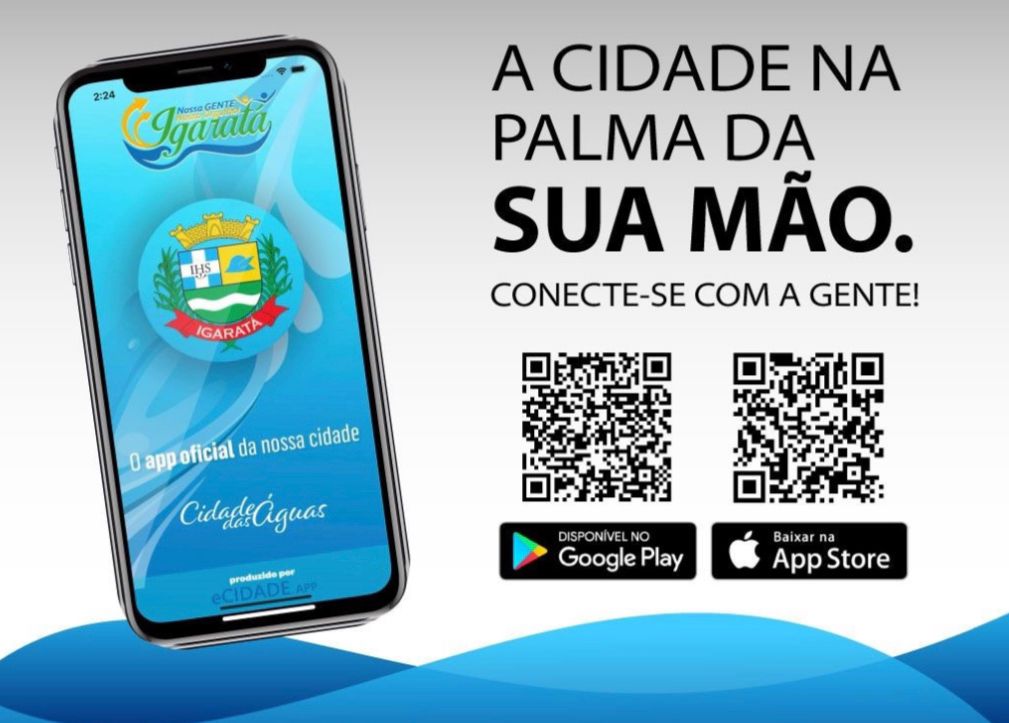 2:24
Nossa GENTE
Igaratá
IHS
IGARATÁ
O app oficial da nossa cidade
Cidade das Águas
produzido por
eCIDADE.APP
A CIDADE NA
PALMA DA
SUA MÃO.
CONECTE-SE COM A GENTE!
DISPONÍVEL NO
Google Play
Baixar na
App Store